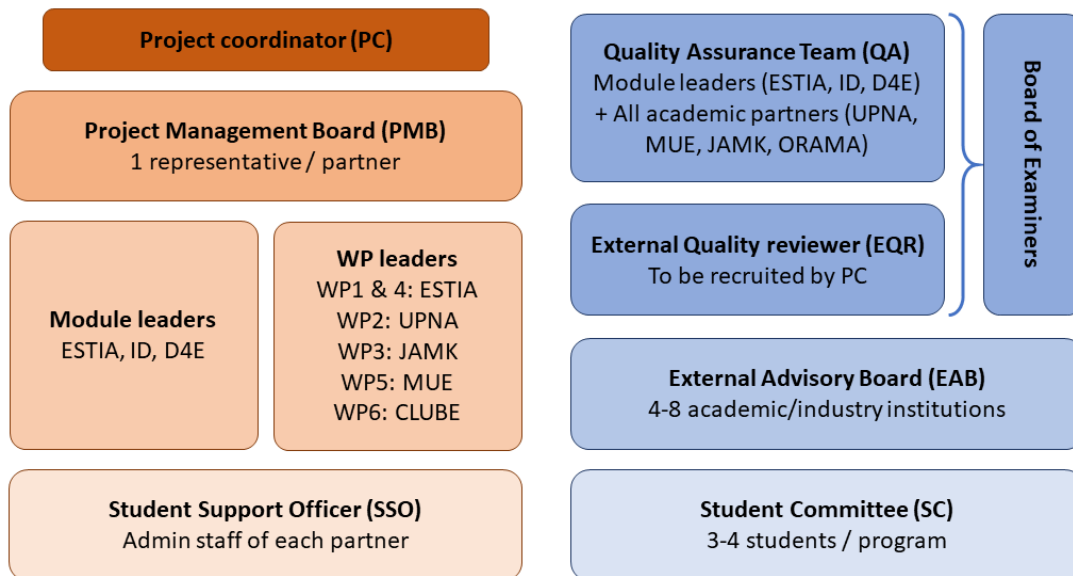 Project coordinator (PC)
Project Management Board (PMB)
1 representative / partner
Module leaders
ESTIA, ID, D4E
WP leaders
WP1 & 4: ESTIA
WP2: UPNA
WP3: JAMK
WP5: MUE
WP6: CLUBE
Student Support Officer (SSO)
Admin staff of each partner
Quality Assurance Team (QA)
Module leaders (ESTIA, ID, D4E)
+ All academic partners (UPNA,
MUE, JAMK, ORAMA)
External Quality reviewer (EQR)
To be recruited by PC
Board of Examiners
External Advisory Board (EAB)
4-8 academic/industry institutions
Student Committee (SC)
3-4 students / program